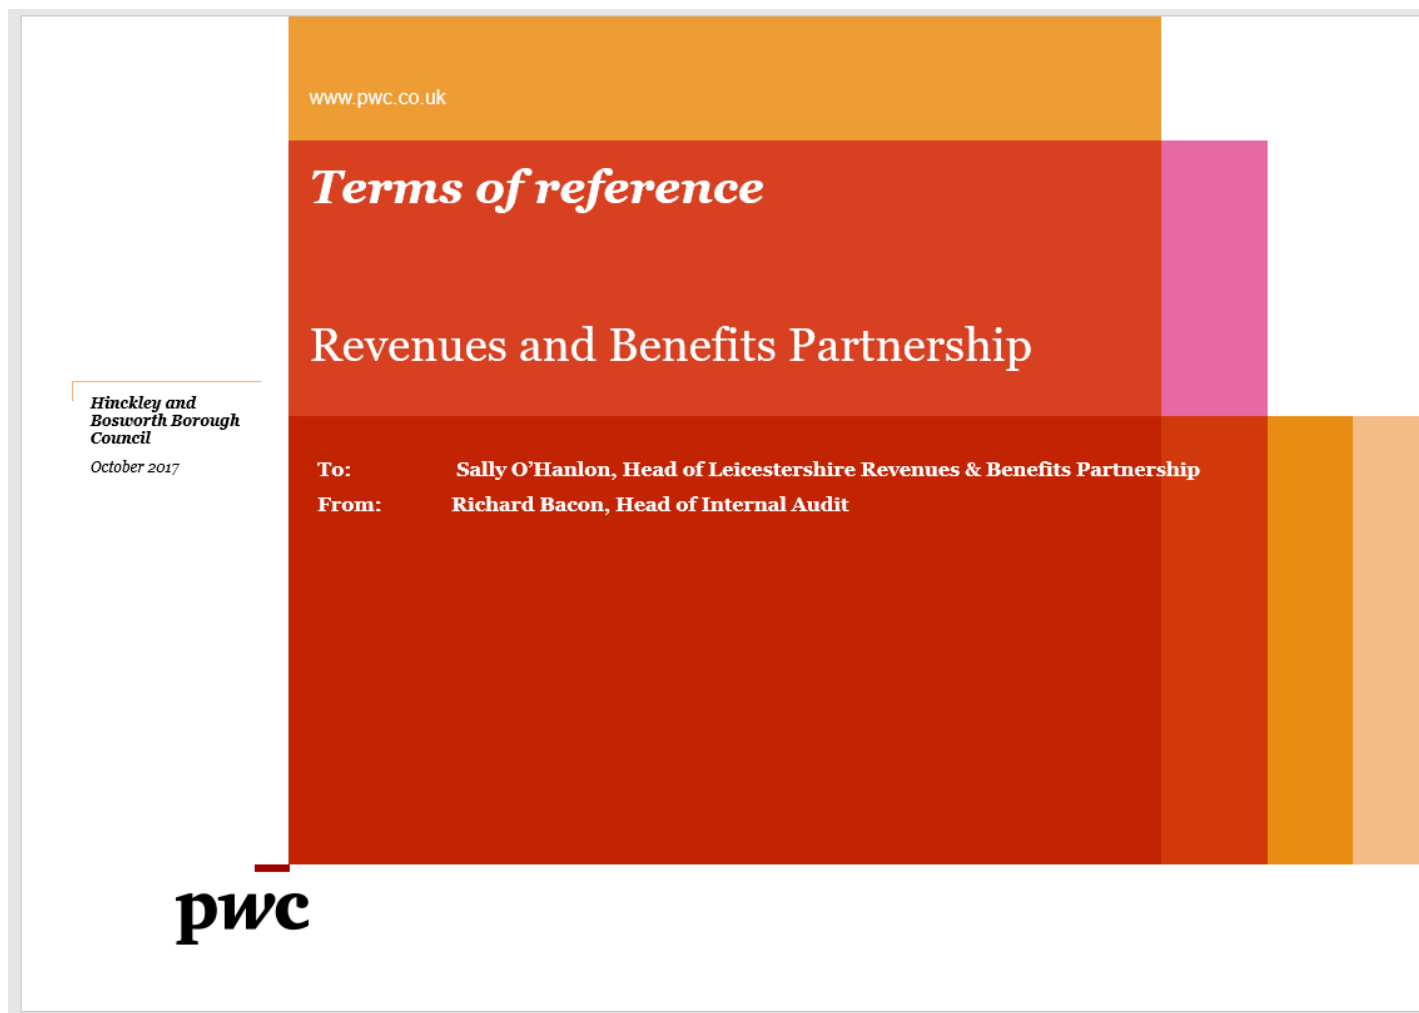 www.pwc.co.uk
Terms of reference
Revenues and Benefits Partnership
Hinckley and
Bosworth Borough
Council
October 2017
To: Sally O’Hanlon, Head of Leicestershire Revenues & Benefits Partnership
From: Richard Bacon, Head of Internal Audit
pwc